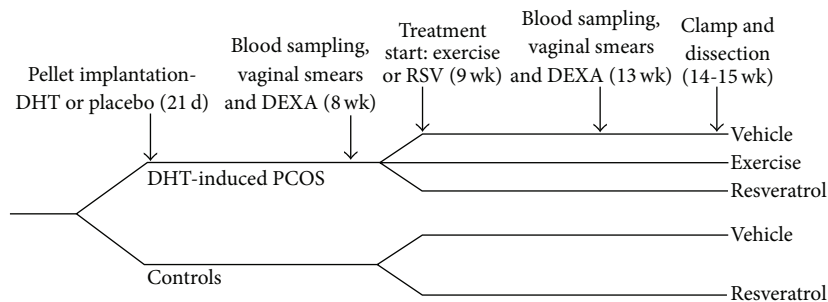 Pellet implantation-
DHT or placebo (21 d)
Blood sampling,
vaginal smears
and DEXA (8 wk)
Treatment
start: exercise
or RSV (9 wk)
Blood sampling,
vaginal smears
and DEXA (13 wk)
Clamp and
dissection
(14-15 wk)
DHT-induced PCOS
Vehicle
Exercise
Resveratrol
Controls
Vehicle
Resveratrol